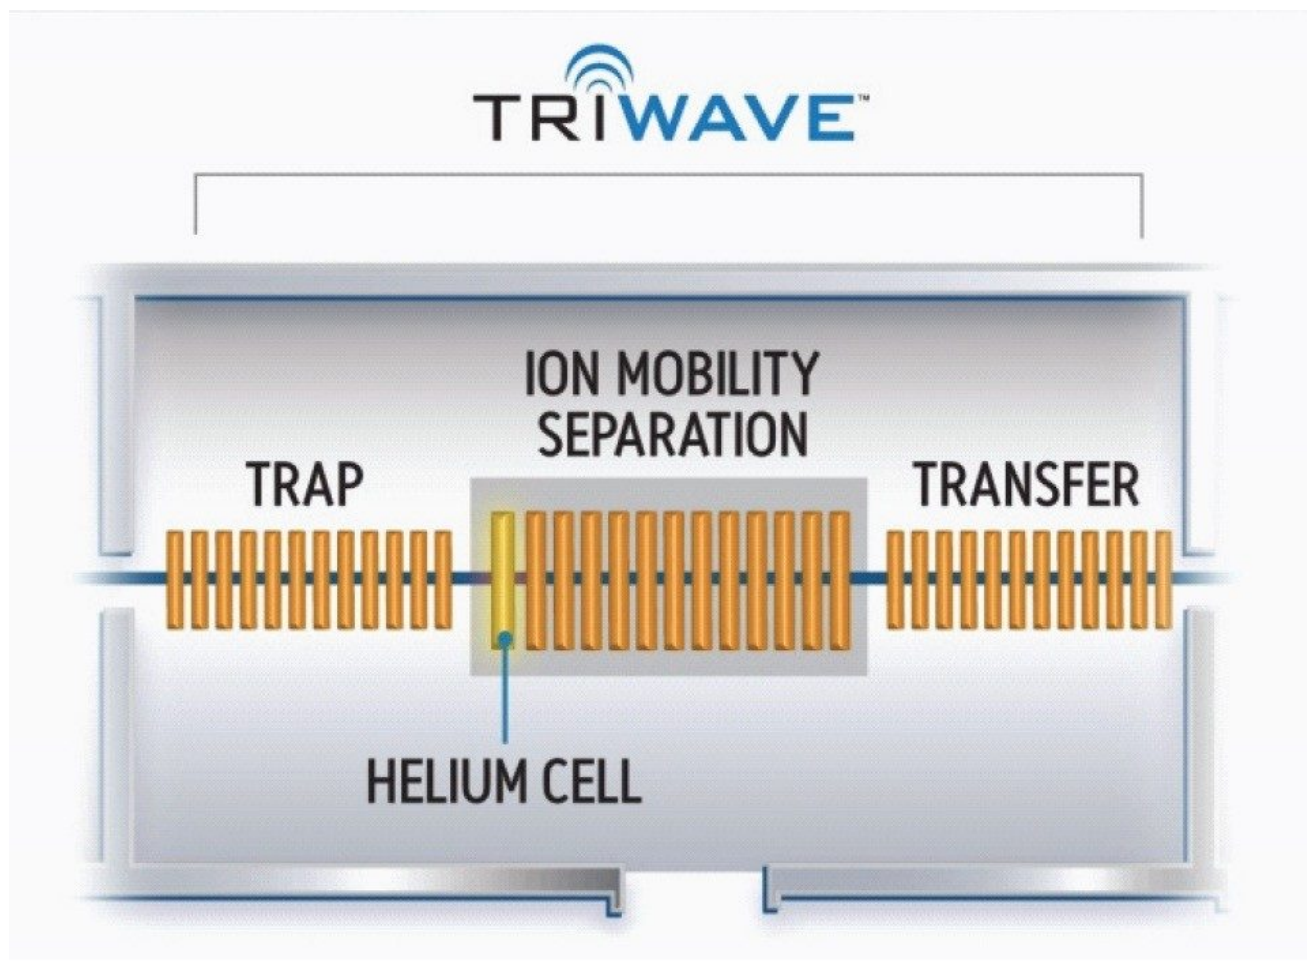 TRIWAVE™
ION MOBILITY
SEPARATION
TRAP
TRANSFER
HELIUM CELL